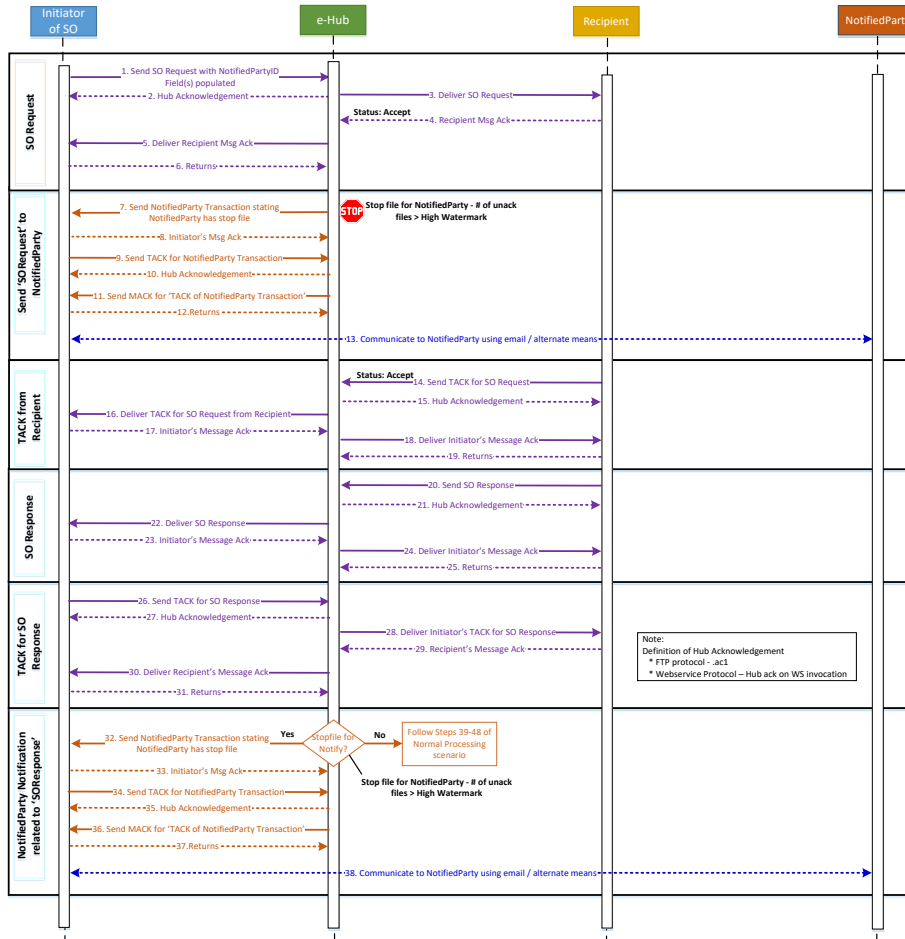 Initiator
of SO
e-Hub
Recipient
NotifiedPart
SO Request
1. Send SO Request with NotifiedPartyID
Field(s) populated
2. Hub Acknowledgement
3. Deliver SO Request
Status: Accept
4. Recipient Msg Ack
5. Deliver Recipient Msg Ack
6. Returns
Send 'SORequest' to
NotifiedParty
7. Send NotifiedParty Transaction stating
NotifiedParty has stop file
STOP
Stop file for NotifiedParty - # of unack
files > High Watermark
8. Initiator's Msg Ack
9. Send TACK for NotifiedParty Transaction
10. Hub Acknowledgement
11. Send MACK for 'TACK of NotifiedParty Transaction'
12.Returns
13. Communicate to NotifiedParty using email / alternate means
TACK from
Recipient
Status: Accept
14. Send TACK for SO Request
15. Hub Acknowledgement
16. Deliver TACK for SO Request from Recipient
17. Initiator's Message Ack
18. Deliver Initiator's Message Ack
19. Returns
SO Response
20. Send SO Response
21. Hub Acknowledgement
22. Deliver SO Response
23. Initiator's Message Ack
24. Deliver Initiator's Message Ack
25. Returns
TACK for SO
Response
26. Send TACK for SO Response
27. Hub Acknowledgement
28. Deliver Initiator's TACK for SO Response
29. Recipient's Message Ack
30. Deliver Recipient's Message Ack
31. Returns
Note:
Definition of Hub Acknowledgement
* FTP protocol - .ac1
* Webservice Protocol – Hub ack on WS invocation
NotifiedParty Notification
related to 'SOResponse'
32. Send NotifiedParty Transaction stating
NotifiedParty has stop file
Yes
Stopfile for
Notify?
No
Follow Steps 39-48 of
Normal Processing
scenario
33. Initiator's Msg Ack
Stop file for NotifiedParty - # of unack
files > High Watermark
34. Send TACK for NotifiedParty Transaction
35. Hub Acknowledgement
36. Send MACK for 'TACK of NotifiedParty Transaction'
37.Returns
38. Communicate to NotifiedParty using email / alternate means